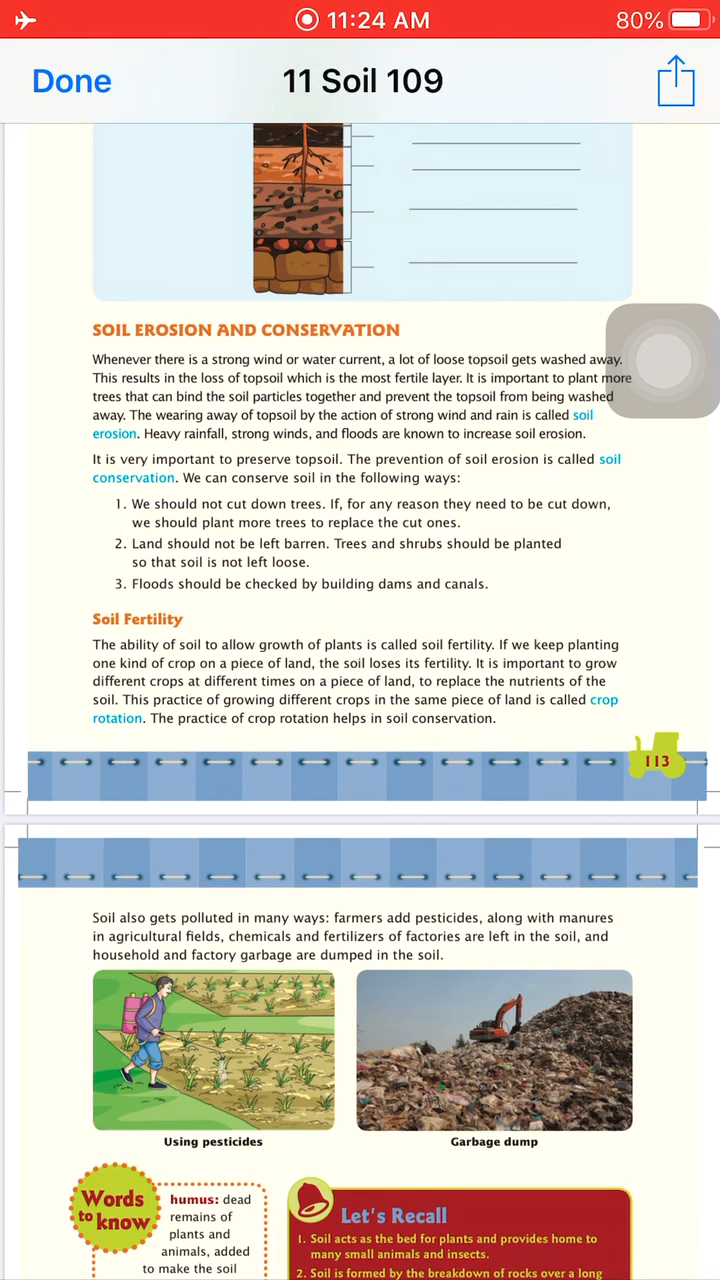 11:24 AM
80%
Done
11 Soil 109
SOIL EROSION AND CONSERVATION
Whenever there is a strong wind or water current, a lot of loose topsoil gets washed away.
This results in the loss of topsoil which is the most fertile layer. It is important to plant more
trees that can bind the soil particles together and prevent the topsoil from being washed
away. The wearing away of topsoil by the action of strong wind and rain is called soil
erosion. Heavy rainfall, strong winds, and floods are known to increase soil erosion.
It is very important to preserve topsoil. The prevention of soil erosion is called soil
conservation. We can conserve soil in the following ways:
1. We should not cut down trees. If, for any reason they need to be cut down,
we should plant more trees to replace the cut ones.
2. Land should not be left barren. Trees and shrubs should be planted
so that soil is not left loose.
3. Floods should be checked by building dams and canals.
Soil Fertility
The ability of soil to allow growth of plants is called soil fertility. If we keep planting
one kind of crop on a piece of land, the soil loses its fertility. It is important to grow
different crops at different times on a piece of land, to replace the nutrients of the
soil. This practice of growing different crops in the same piece of land is called crop
rotation. The practice of crop rotation helps in soil conservation.
113
Soil also gets polluted in many ways: farmers add pesticides, along with manures
in agricultural fields, chemicals and fertilizers of factories are left in the soil, and
household and factory garbage are dumped in the soil.
Using pesticides
Garbage dump
Words
to know
humus: dead
remains of
plants and
animals, added
to make the soil
Let's Recall
1. Soil acts as the bed for plants and provides home to
many small animals and insects.
2. Soil is formed by the breakdown of rocks over a long